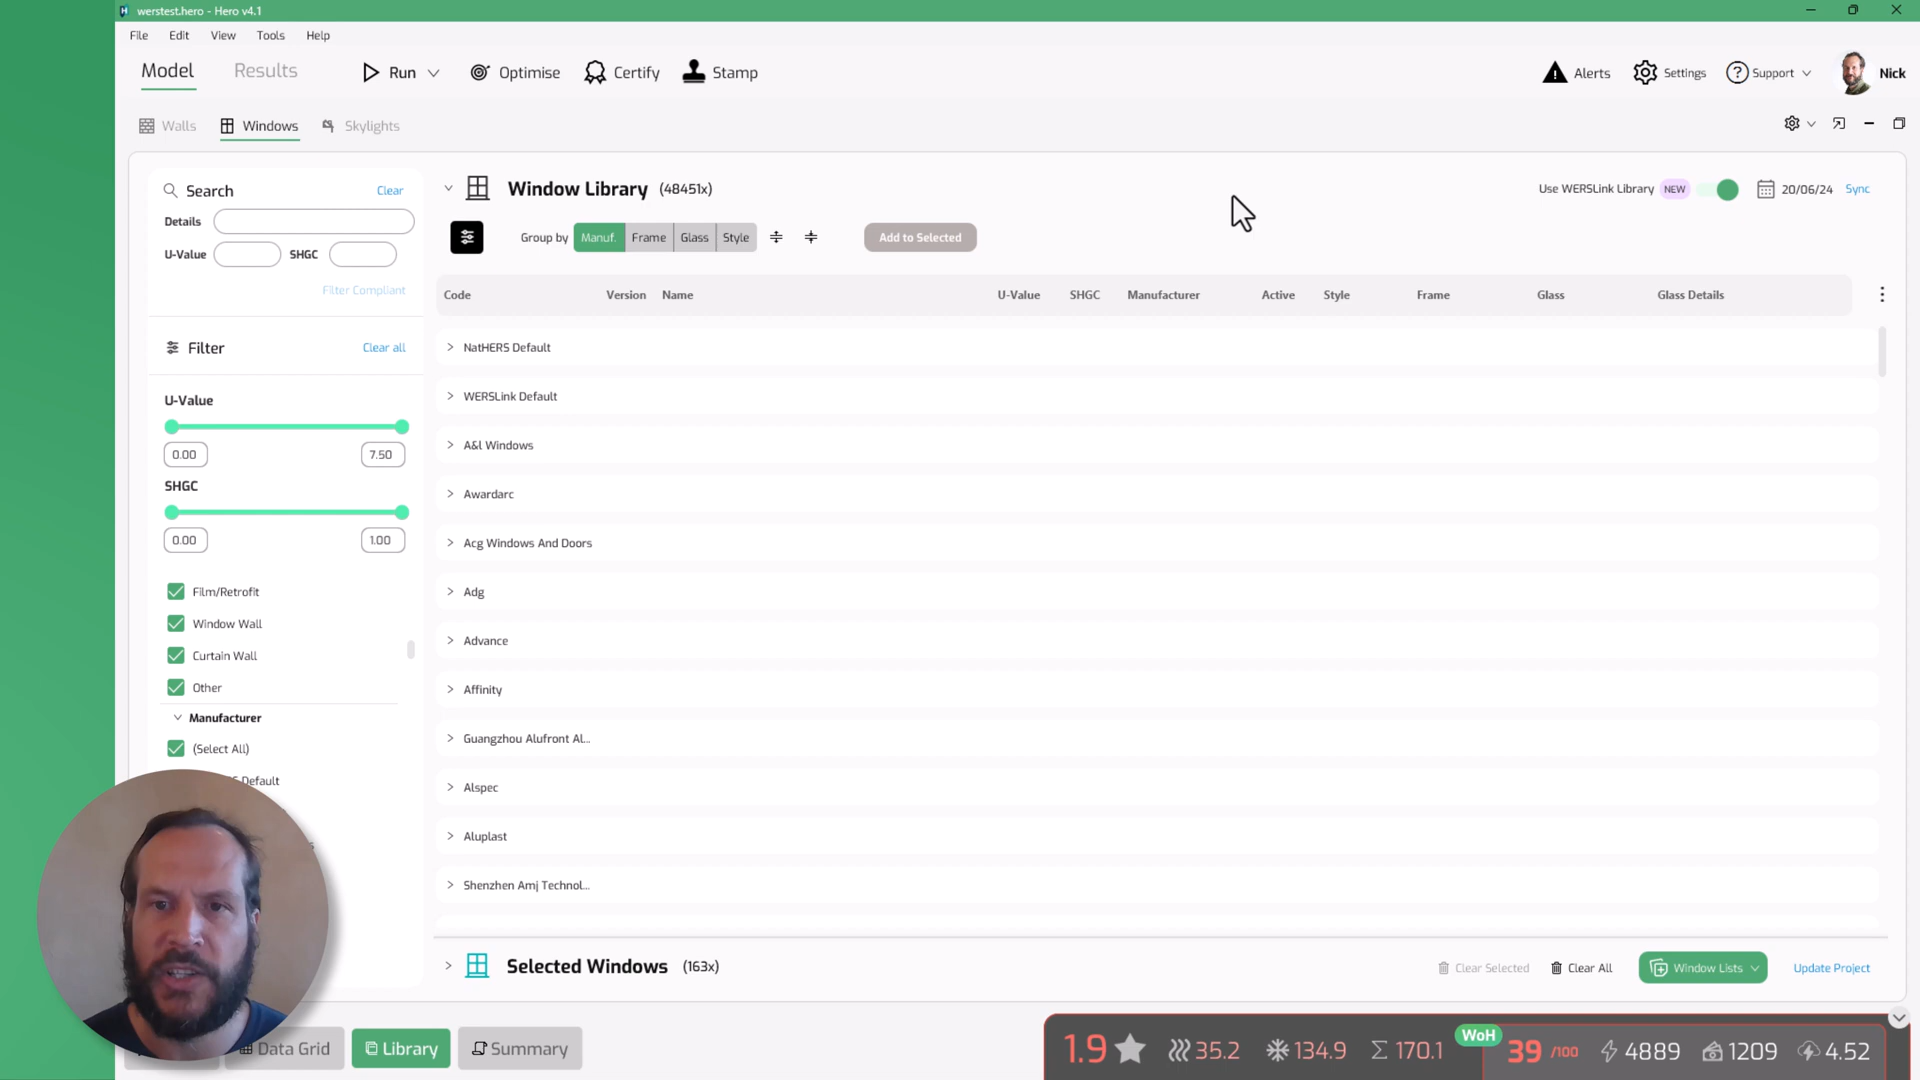 werstest.hero - Hero v4.1
File Edit View Tools Help
Model Results Run Optimise Certify Stamp Alerts Settings Support Nick
Walls Windows Skylights
Search Clear
Details
U-Value SHGC
Filter Compliant
Filter Clear all
U-Value
0.00 7.50
SHGC
0.00 1.00
Film/Retrofit
Window Wall
Curtain Wall
Other
Manufacturer
(Select All)
Default
Window Library (48451x) Use WERSLink Library NEW 20/06/24 Sync
Group by Manuf. Frame Glass Style Add to Selected
Code Version Name U-Value SHGC Manufacturer Active Style Frame Glass Glass Details
NatHERS Default
WERSLink Default
A&l Windows
Awardarc
Acg Windows And Doors
Adg
Advance
Affinity
Guangzhou Alufront Al...
Alspec
Aluplast
Shenzhen Amj Technol...
Selected Windows (163x) Clear Selected Clear All Window Lists Update Project
Data Grid Library Summary
1.9 35.2 134.9 Σ 170.1 WoH 39 /100 4889 1209 4.52